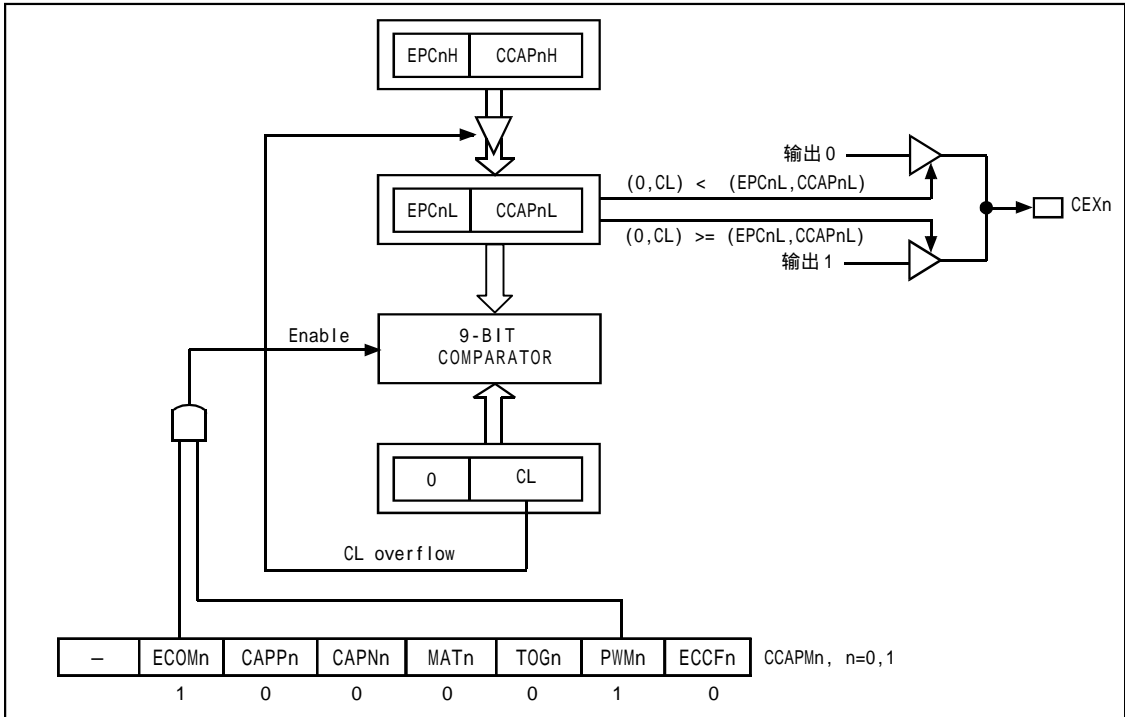 EPCnH CCAPnH
输出0
(0,CL) < (EPCnL,CCAPnL)
EPCnL CCAPnL
CEXn
(0,CL) >= (EPCnL,CCAPnL)
输出1
Enable
9-BIT
COMPARATOR
0 CL
CL overflow
— ECOMn CAPPn CAPNn MATn TOGn PWMn ECCFn CCAPMn, n=0,1
1 0 0 0 0 1 0